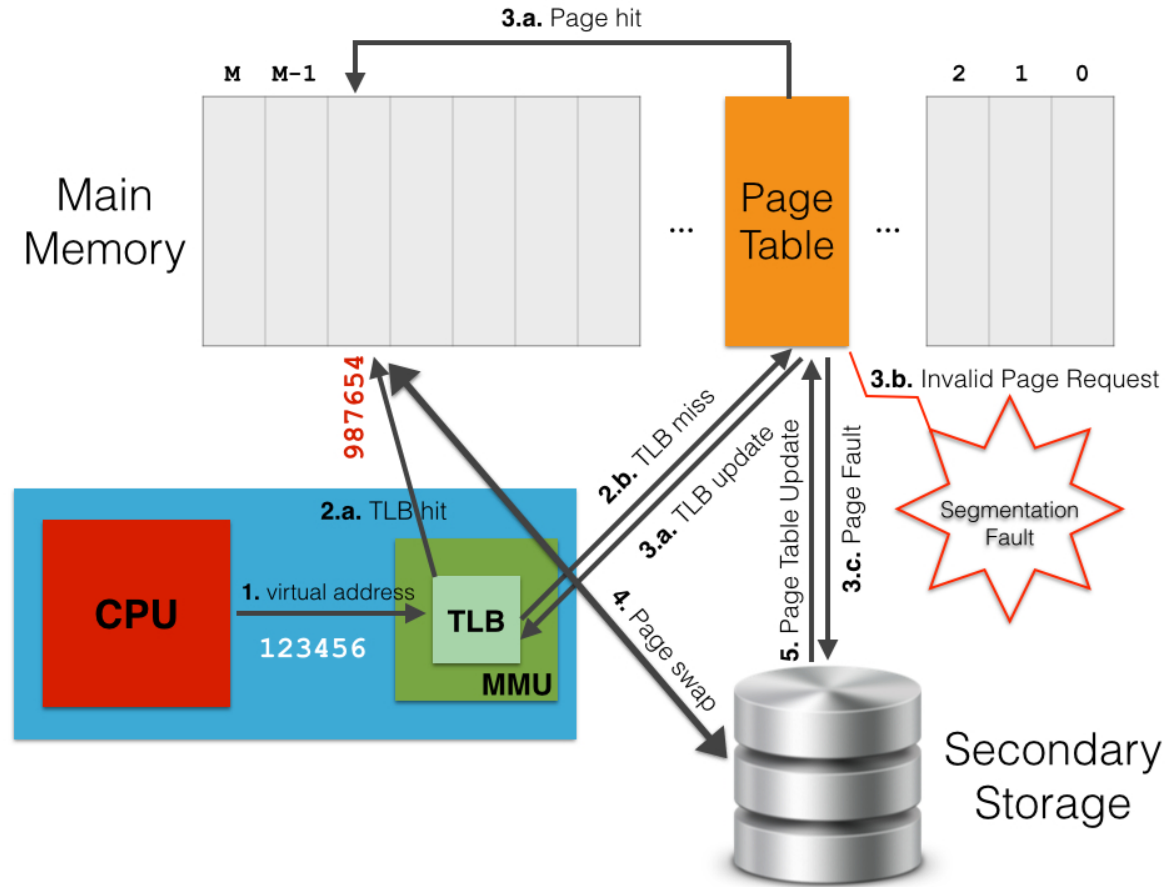 3.a. Page hit
M M-1 2 1 0
Main
Memory
...
Page
Table
...
987654
3.b. Invalid Page Request
Segmentation
Fault
2.a. TLB hit
2.b. TLB miss
3.a. TLB update
5. Page Table Update
3.c. Page Fault
CPU
1. virtual address
123456
TLB
MMU
4. Page swap
Secondary
Storage